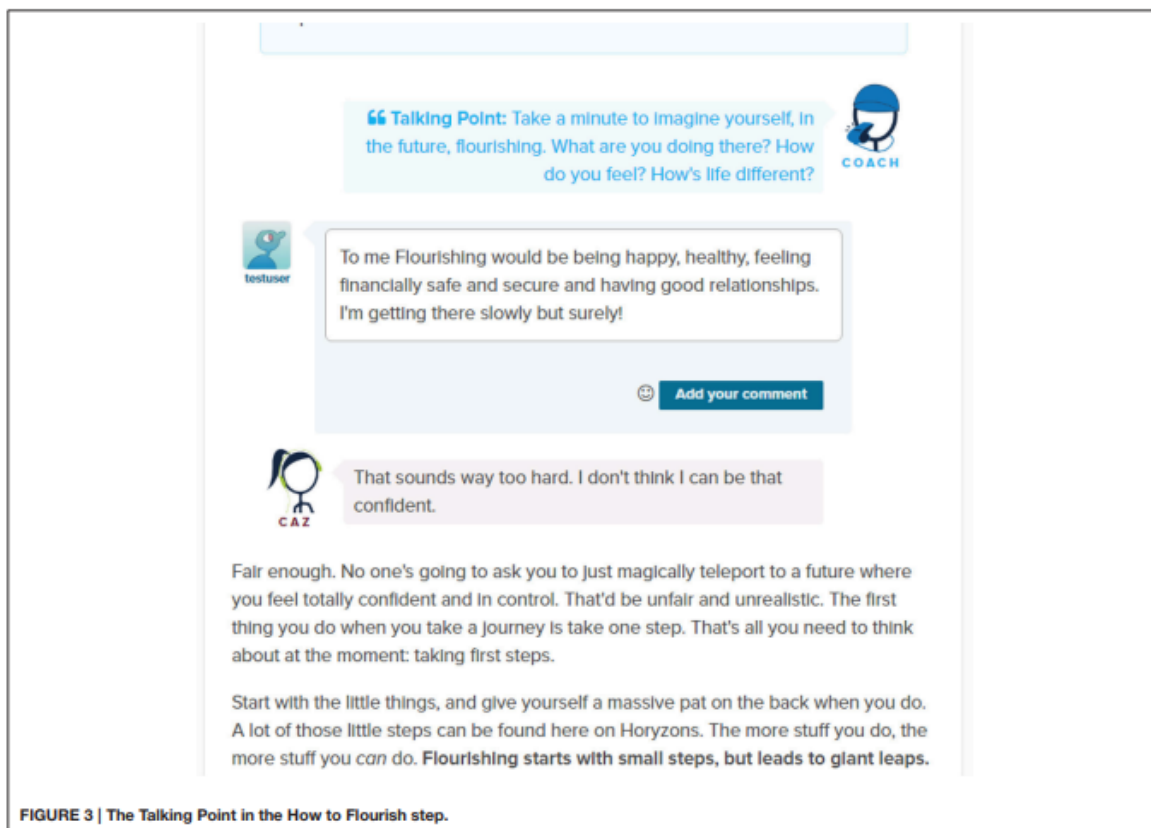 Talking Point: Take a minute to imagine yourself, in
the future, flourishing. What are you doing there? How
do you feel? How's life different?
COACH
testuser
To me Flourishing would be being happy, healthy, feeling
financially safe and secure and having good relationships.
I'm getting there slowly but surely!
Add your comment
CAZ
That sounds way too hard. I don't think I can be that
confident.
Fair enough. No one's going to ask you to just magically teleport to a future where
you feel totally confident and in control. That'd be unfair and unrealistic. The first
thing you do when you take a journey is take one step. That's all you need to think
about at the moment: taking first steps.
Start with the little things, and give yourself a massive pat on the back when you do.
A lot of those little steps can be found here on Horyzons. The more stuff you do, the
more stuff you can do. Flourishing starts with small steps, but leads to giant leaps.
FIGURE 3 | The Talking Point in the How to Flourish step.